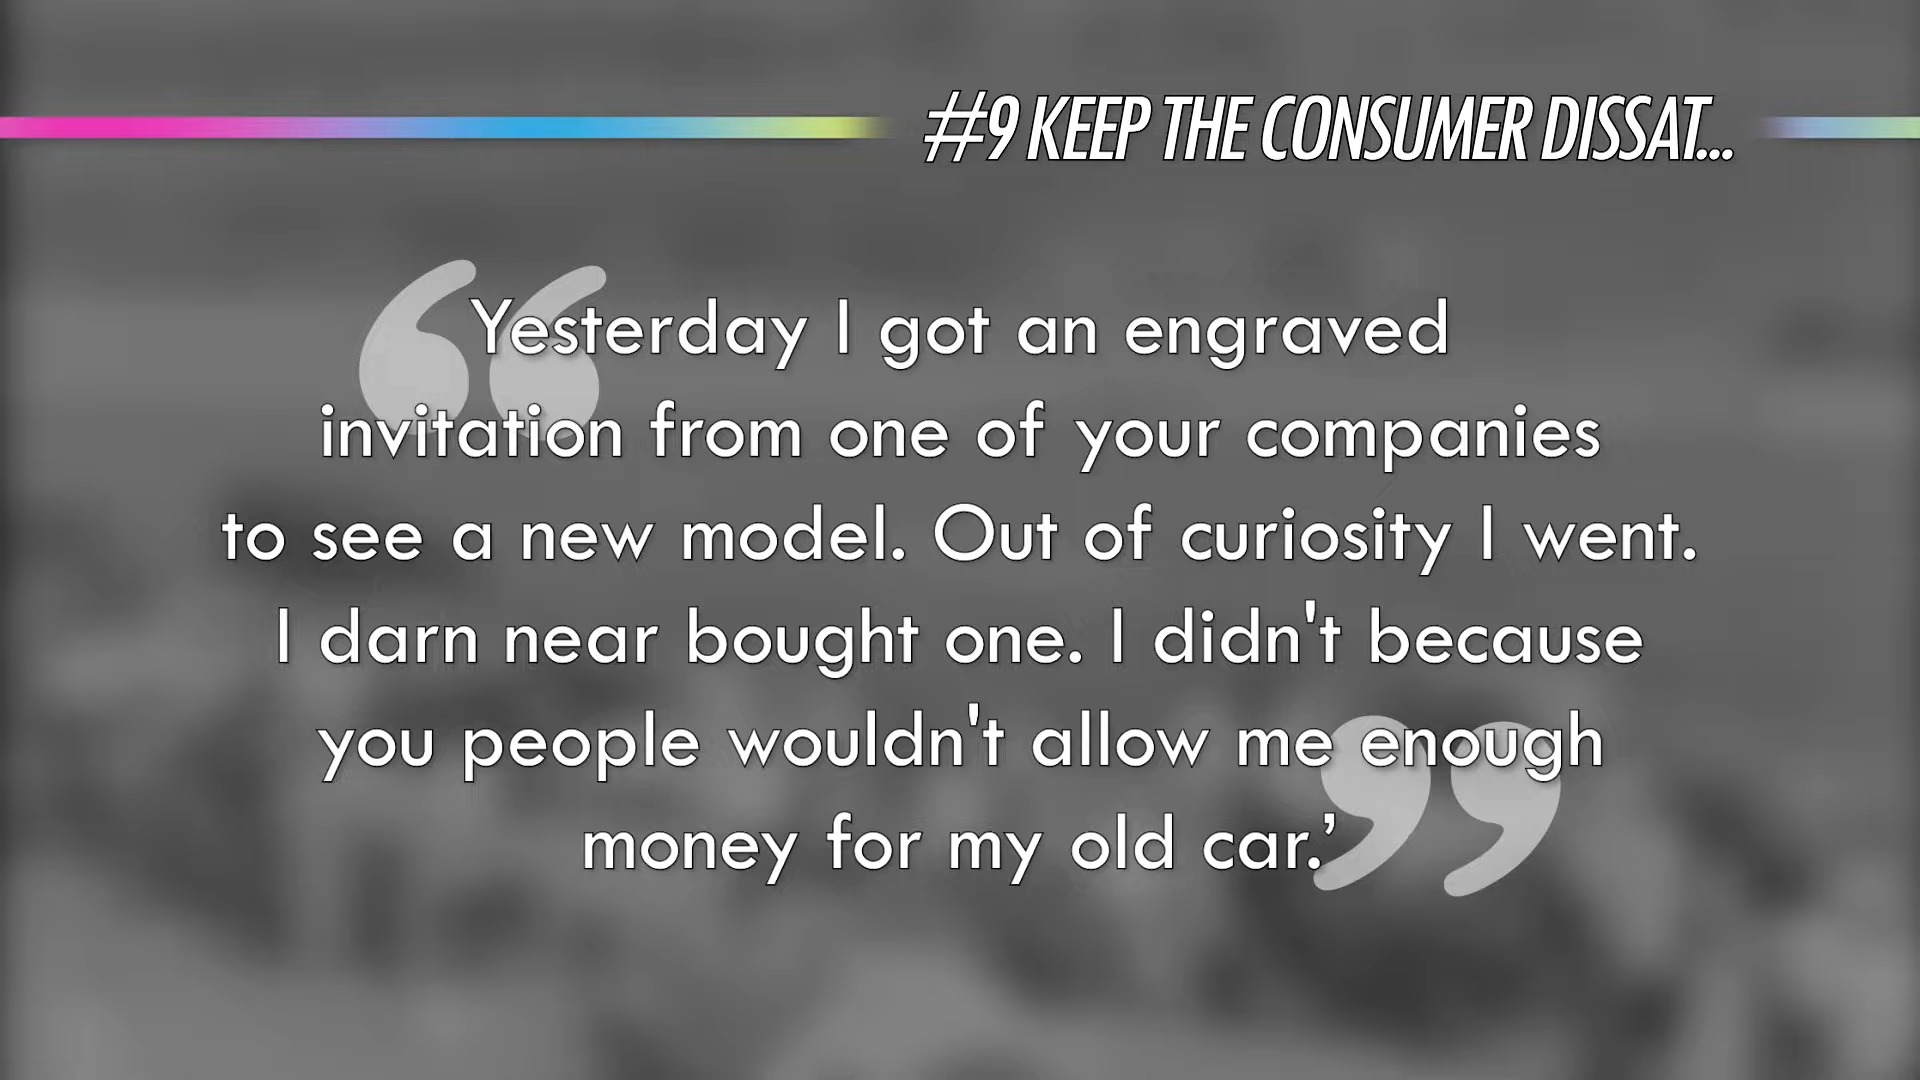 #9 KEEP THE CONSUMER DISSAT...
Yesterday I got an engraved
invitation from one of your companies
to see a new model. Out of curiosity I went.
I darn near bought one. I didn't because
you people wouldn't allow me enough
money for my old car.’